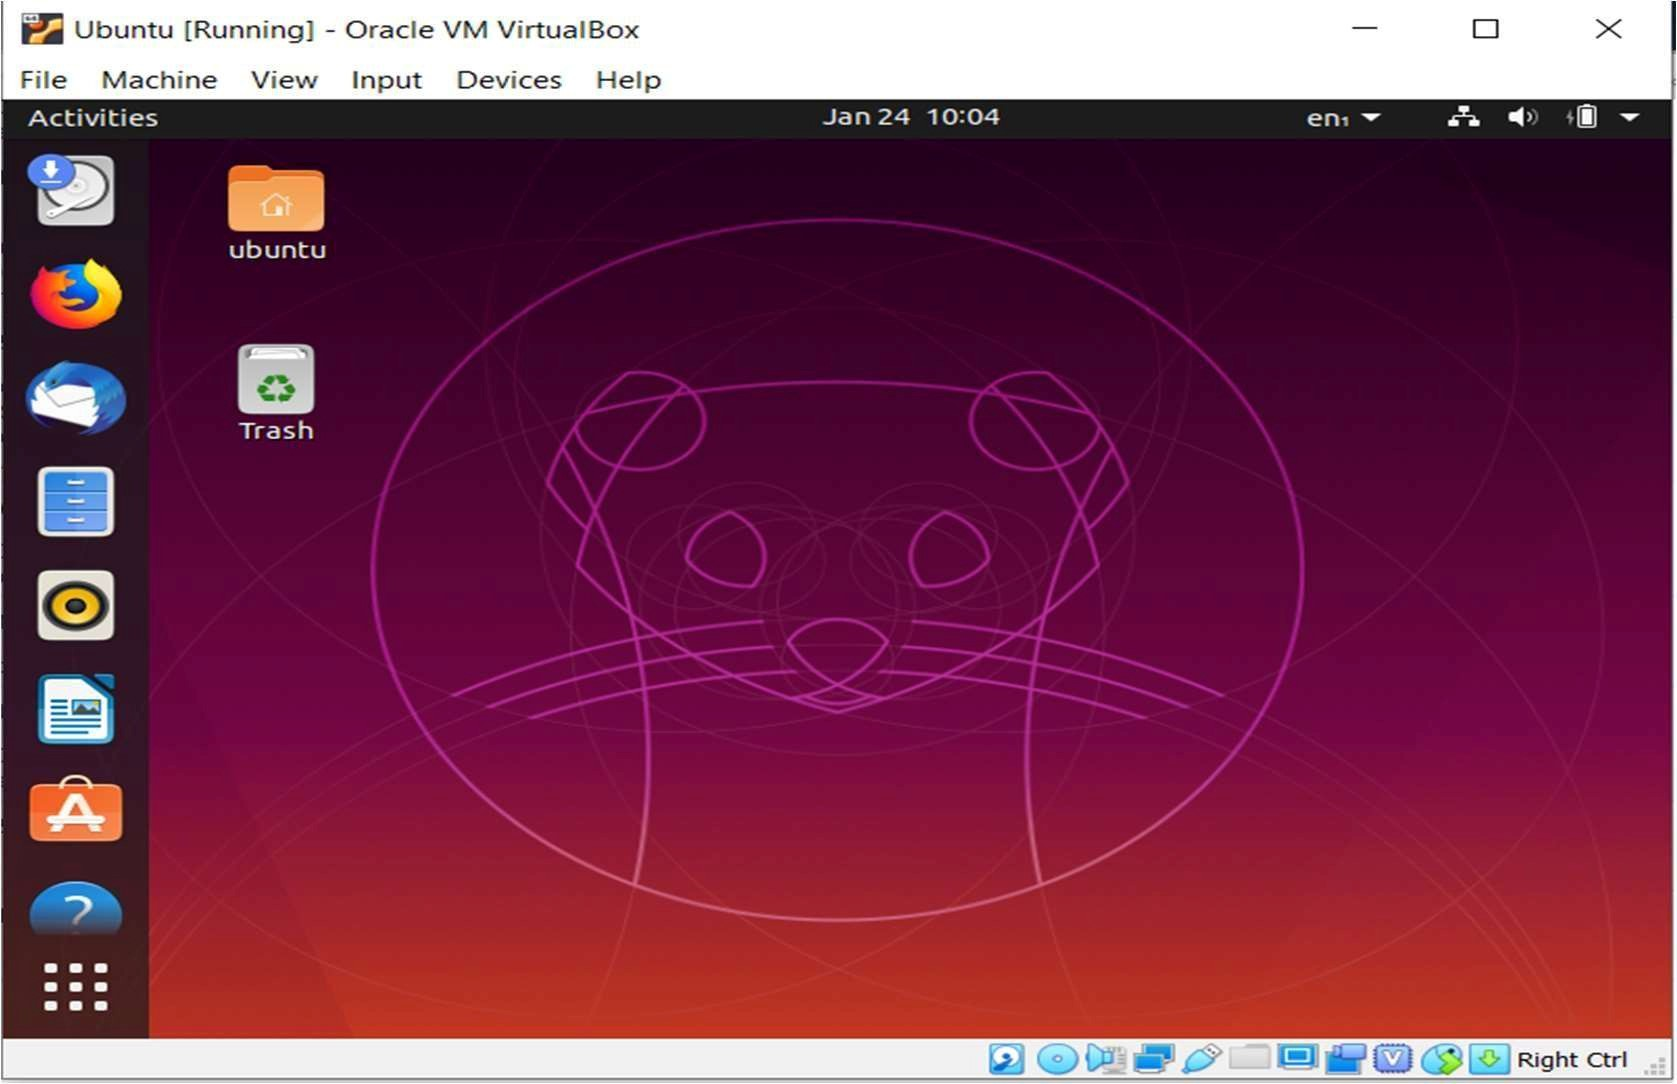 Ubuntu [Running] - Oracle VM VirtualBox
File Machine View Input Devices Help
Activities Jan 24 10:04 en₁
ubuntu
Trash
Right Ctrl